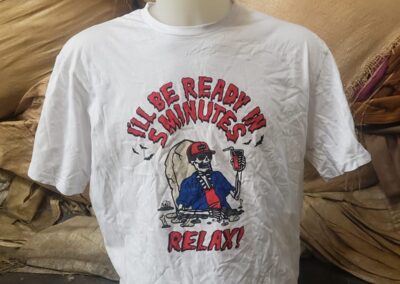 I'LL BE READY IN
5 MINUTES
RELAX!